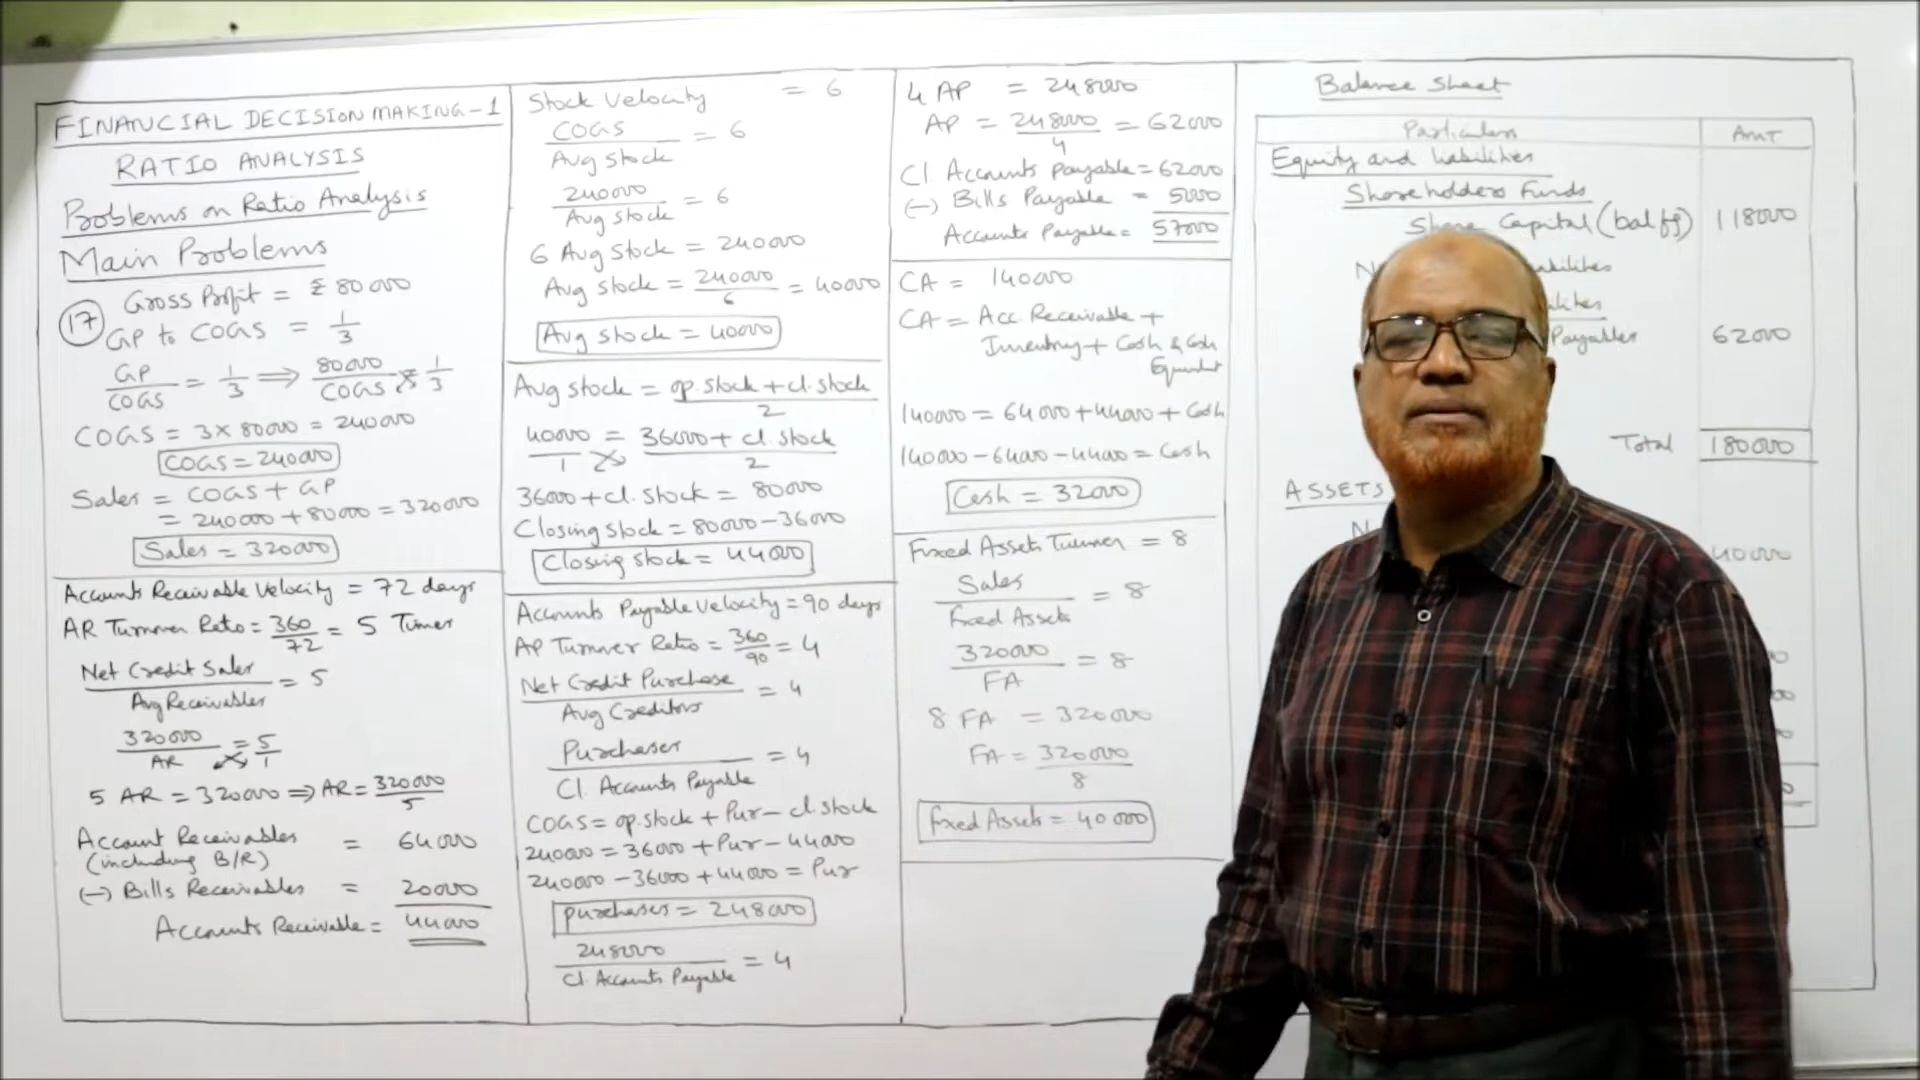 FINANCIAL DECISION MAKING-1
RATIO ANALYSIS
Problems on Ratio Analysis
Main Problems
17
Gross Profit = ₹ 80000
GP to COGS = 1/3
GP/COGS = 1/3 ⇒ 80000/COGS = 1/3
COGS = 3 x 80000 = 240000
COGS = 240000
Sales = COGS + GP
= 240000 + 80000 = 320000
Sales = 320000
Accounts Receivable Velocity = 72 days
AR Turnover Ratio = 360/72 = 5 Times
Net Credit Sales/Avg Receivables = 5
320000/AR = 5/1
5 AR = 320000 ⇒ AR = 320000/5
Account Receivables = 64000
(including B/R)
(-) Bills Receivables = 20000
Accounts Receivable = 44000
Stock Velocity = 6
COGS/Avg stock = 6
240000/Avg stock = 6
6 Avg Stock = 240000
Avg stock = 240000/6 = 40000
Avg stock = 40000
Avg stock = op.stock + cl.stock/2
40000/1 = 36000 + cl.stock/2
36000 + cl.stock = 80000
Closing stock = 80000 - 36000
Closing stock = 44000
Accounts Payable Velocity = 90 days
AP Turnover Ratio = 360/90 = 4
Net Credit Purchase/Avg Creditors = 4
Purchases/Cl. Accounts Payable = 4
COGS = op.stock + Pur - cl.stock
240000 = 36000 + Pur - 44000
240000 - 36000 + 44000 = Pur
purchases = 248000
248000/Cl. Accounts Payable = 4
4 AP = 248000
AP = 248000/4 = 62000
Cl. Accounts payable = 62000
(-) Bills Payable = 5000
Accounts Payable = 57000
CA = 140000
CA = Acc Receivable +
Inventory + Cash & Cash
140000 = 64000 + 44000 + Cash
140000 - 64000 - 44000 = Cash
Cash = 32000
Fixed Assets Turnover = 8
Sales/Fixed Assets = 8
320000/FA = 8
8 FA = 320000
FA = 320000/8
Fixed Assets = 40000
Balance Sheet
Particulars Amt
Equity and liabilities
Shareholders Funds
Share Capital (bal fg) 118000
Payables 62000
Total 180000
ASSETS
40000